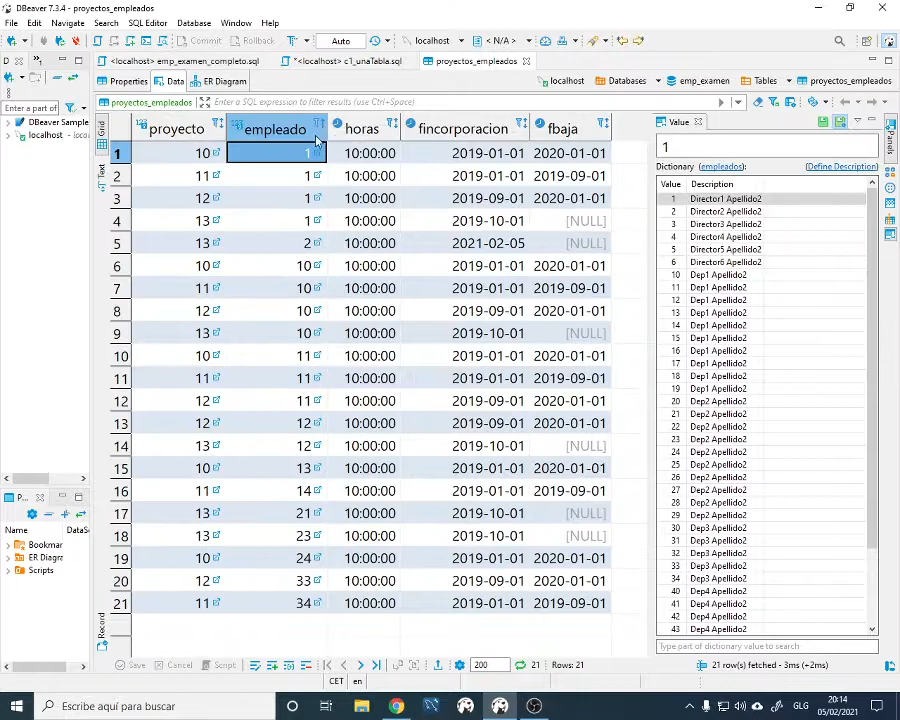 DBeaver 7.3.4 - proyectos_empleados
File Edit Navigate Search SQL Editor Database Window Help
Commit Rollback Auto localhost < N/A >
D <localhost> emp_examen_completo.sql *<localhost> c1_unaTabla.sql proyectos_empleados
Properties Data ER Diagram localhost Databases emp_examen Tables proyectos_empleados
Enter a part of
proyectos_empleados Enter a SQL expression to filter results (use Ctrl+Space)
DBeaver Sample
localhost
Value
Grid
Text
Record
Panels
proyecto empleado horas fincorporacion fbaja
1 10 1 10:00:00 2019-01-01 2020-01-01
2 11 1 10:00:00 2019-01-01 2019-09-01
3 12 1 10:00:00 2019-09-01 2020-01-01
4 13 1 10:00:00 2019-10-01 [NULL]
5 13 2 10:00:00 2021-02-05 [NULL]
6 10 10 10:00:00 2019-01-01 2020-01-01
7 11 10 10:00:00 2019-01-01 2019-09-01
8 12 10 10:00:00 2019-09-01 2020-01-01
9 13 10 10:00:00 2019-10-01 [NULL]
10 10 11 10:00:00 2019-01-01 2020-01-01
11 11 11 10:00:00 2019-01-01 2019-09-01
12 12 11 10:00:00 2019-09-01 2020-01-01
13 12 12 10:00:00 2019-09-01 2020-01-01
14 13 12 10:00:00 2019-10-01 [NULL]
15 10 13 10:00:00 2019-01-01 2020-01-01
16 11 14 10:00:00 2019-01-01 2019-09-01
17 13 21 10:00:00 2019-10-01 [NULL]
18 13 23 10:00:00 2019-10-01 [NULL]
19 10 24 10:00:00 2019-01-01 2020-01-01
20 12 33 10:00:00 2019-09-01 2020-01-01
21 11 34 10:00:00 2019-01-01 2019-09-01
1
Dictionary (empleados) (Define Description)
Value Description
1 Director1 Apellido2
2 Director2 Apellido2
3 Director3 Apellido2
4 Director4 Apellido2
5 Director5 Apellido2
6 Director6 Apellido2
10 Dep1 Apellido2
11 Dep1 Apellido2
12 Dep1 Apellido2
13 Dep1 Apellido2
14 Dep1 Apellido2
15 Dep1 Apellido2
16 Dep1 Apellido2
17 Dep1 Apellido2
18 Dep1 Apellido2
19 Dep1 Apellido2
20 Dep2 Apellido2
21 Dep2 Apellido2
22 Dep2 Apellido2
23 Dep2 Apellido2
24 Dep2 Apellido2
25 Dep2 Apellido2
26 Dep2 Apellido2
27 Dep2 Apellido2
28 Dep2 Apellido2
29 Dep2 Apellido2
30 Dep3 Apellido2
31 Dep3 Apellido2
32 Dep3 Apellido2
33 Dep3 Apellido2
34 Dep3 Apellido2
40 Dep4 Apellido2
41 Dep4 Apellido2
42 Dep4 Apellido2
43 Dep4 Apellido2
Type part of dictionary value to search
P...
Name DataS
Bookmar
ER Diagra
Scripts
Save Cancel Script 200 21 Rows: 21 21 row(s) fetched - 3ms (+2ms)
CET en
Escribe aquí para buscar GLG 20:14
05/02/2021